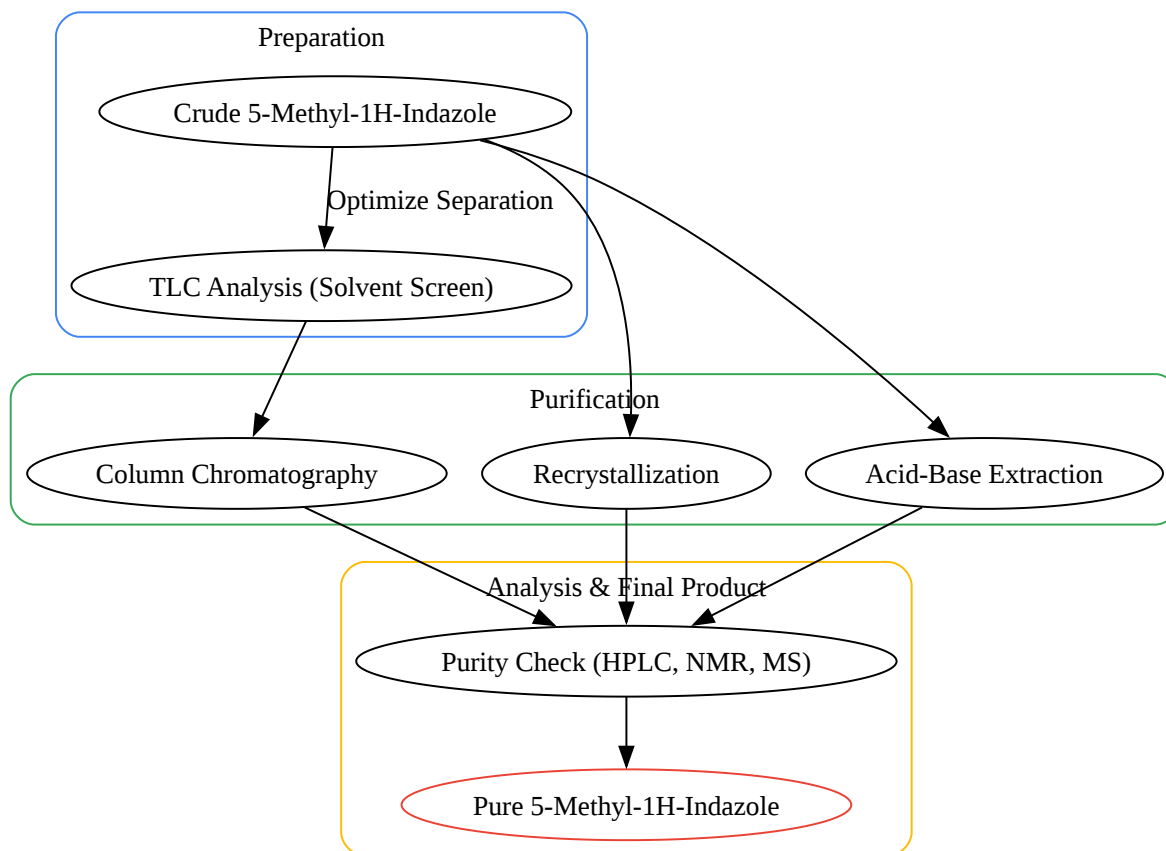 Preparation
Crude 5-Methyl-1H-Indazole
Optimize Separation
TLC Analysis (Solvent Screen)
Purification
Column Chromatography
Recrystallization
Acid-Base Extraction
Analysis & Final Product
Purity Check (HPLC, NMR, MS)
Pure 5-Methyl-1H-Indazole